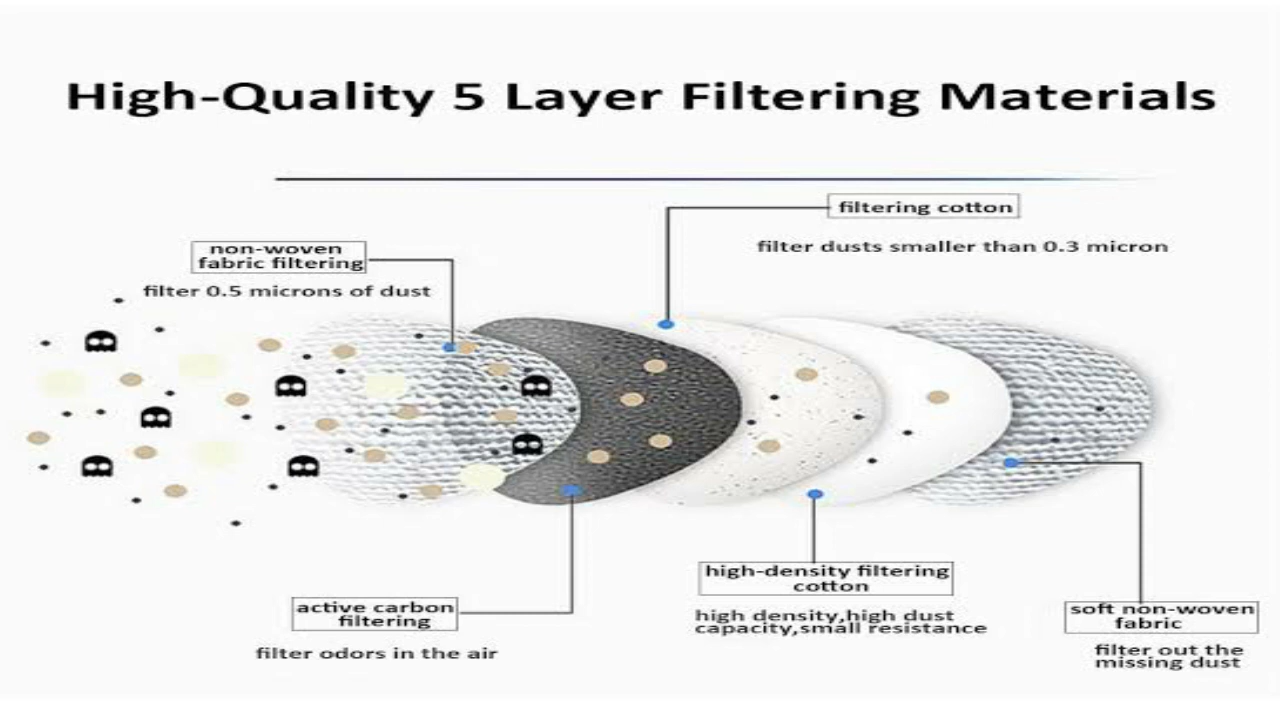 High-Quality 5 Layer Filtering Materials
filtering cotton
filter dusts smaller than 0.3 micron
non-woven
fabric filtering
filter 0.5 microns of dust
high-density filtering
cotton
high density,high dust
capacity,small resistance
active carbon
filtering
filter odors in the air
soft non-woven
fabric
filter out the
missing dust